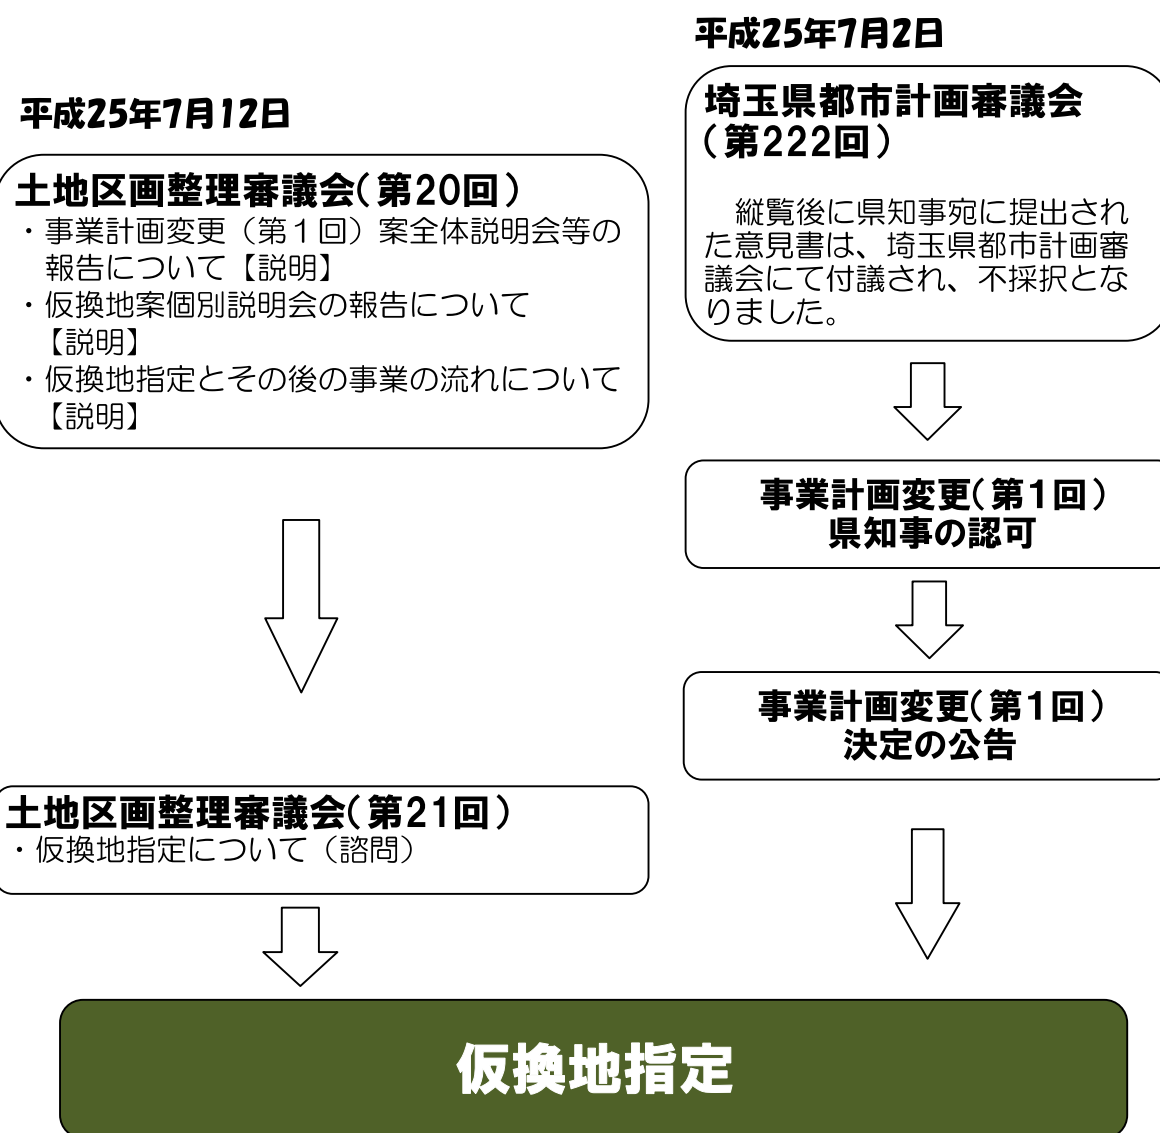 平成25年7月12日
土地区画整理審議会(第20回)
・事業計画変更（第１回）案全体説明会等の
報告について【説明】
・仮換地案個別説明会の報告について
【説明】
・仮換地指定とその後の事業の流れについて
【説明】
土地区画整理審議会(第21回)
・仮換地指定について（諮問）
平成25年7月2日
埼玉県都市計画審議会
(第222回)
縦覧後に県知事宛に提出され
た意見書は、埼玉県都市計画審
議会にて付議され、不採択とな
りました。
事業計画変更(第1回)
県知事の認可
事業計画変更(第1回)
決定の公告
仮換地指定